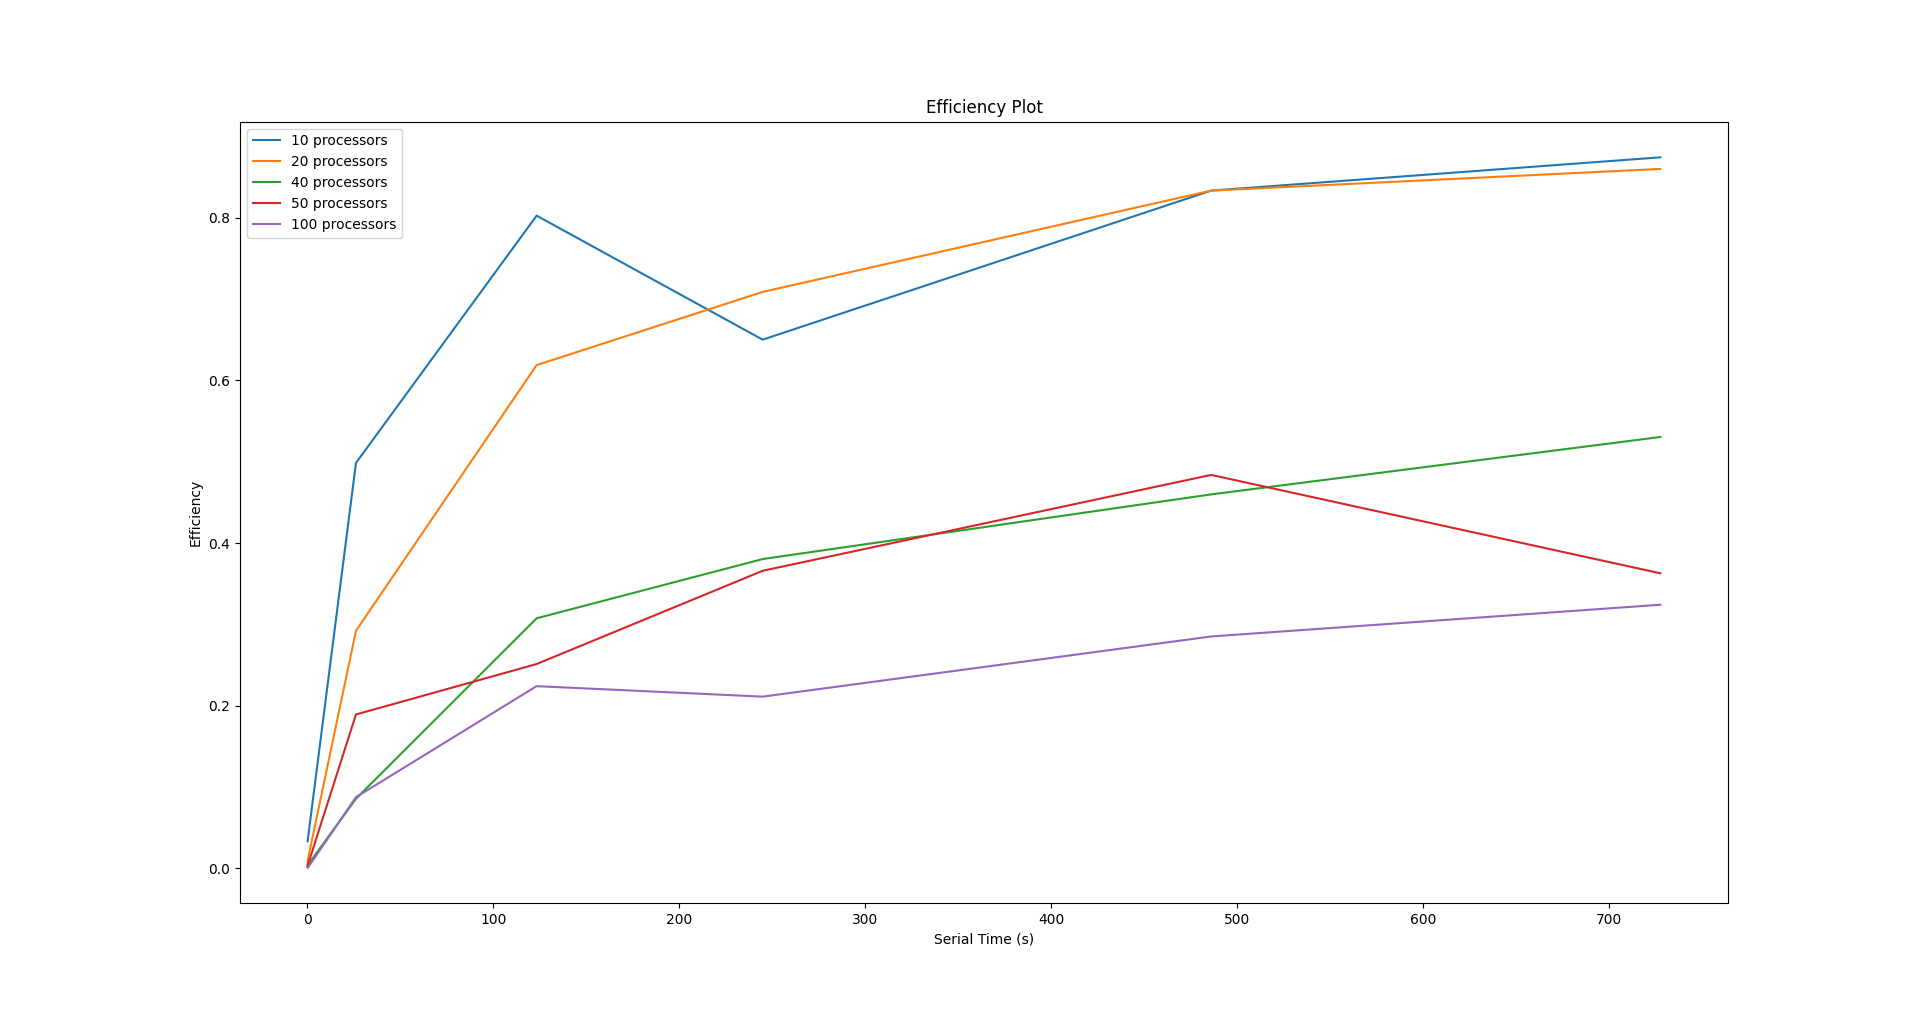 Efficiency Plot
10 processors
20 processors
40 processors
50 processors
100 processors
Efficiency
0.8
0.6
0.4
0.2
0.0
0 100 200 300 400 500 600 700
Serial Time (s)